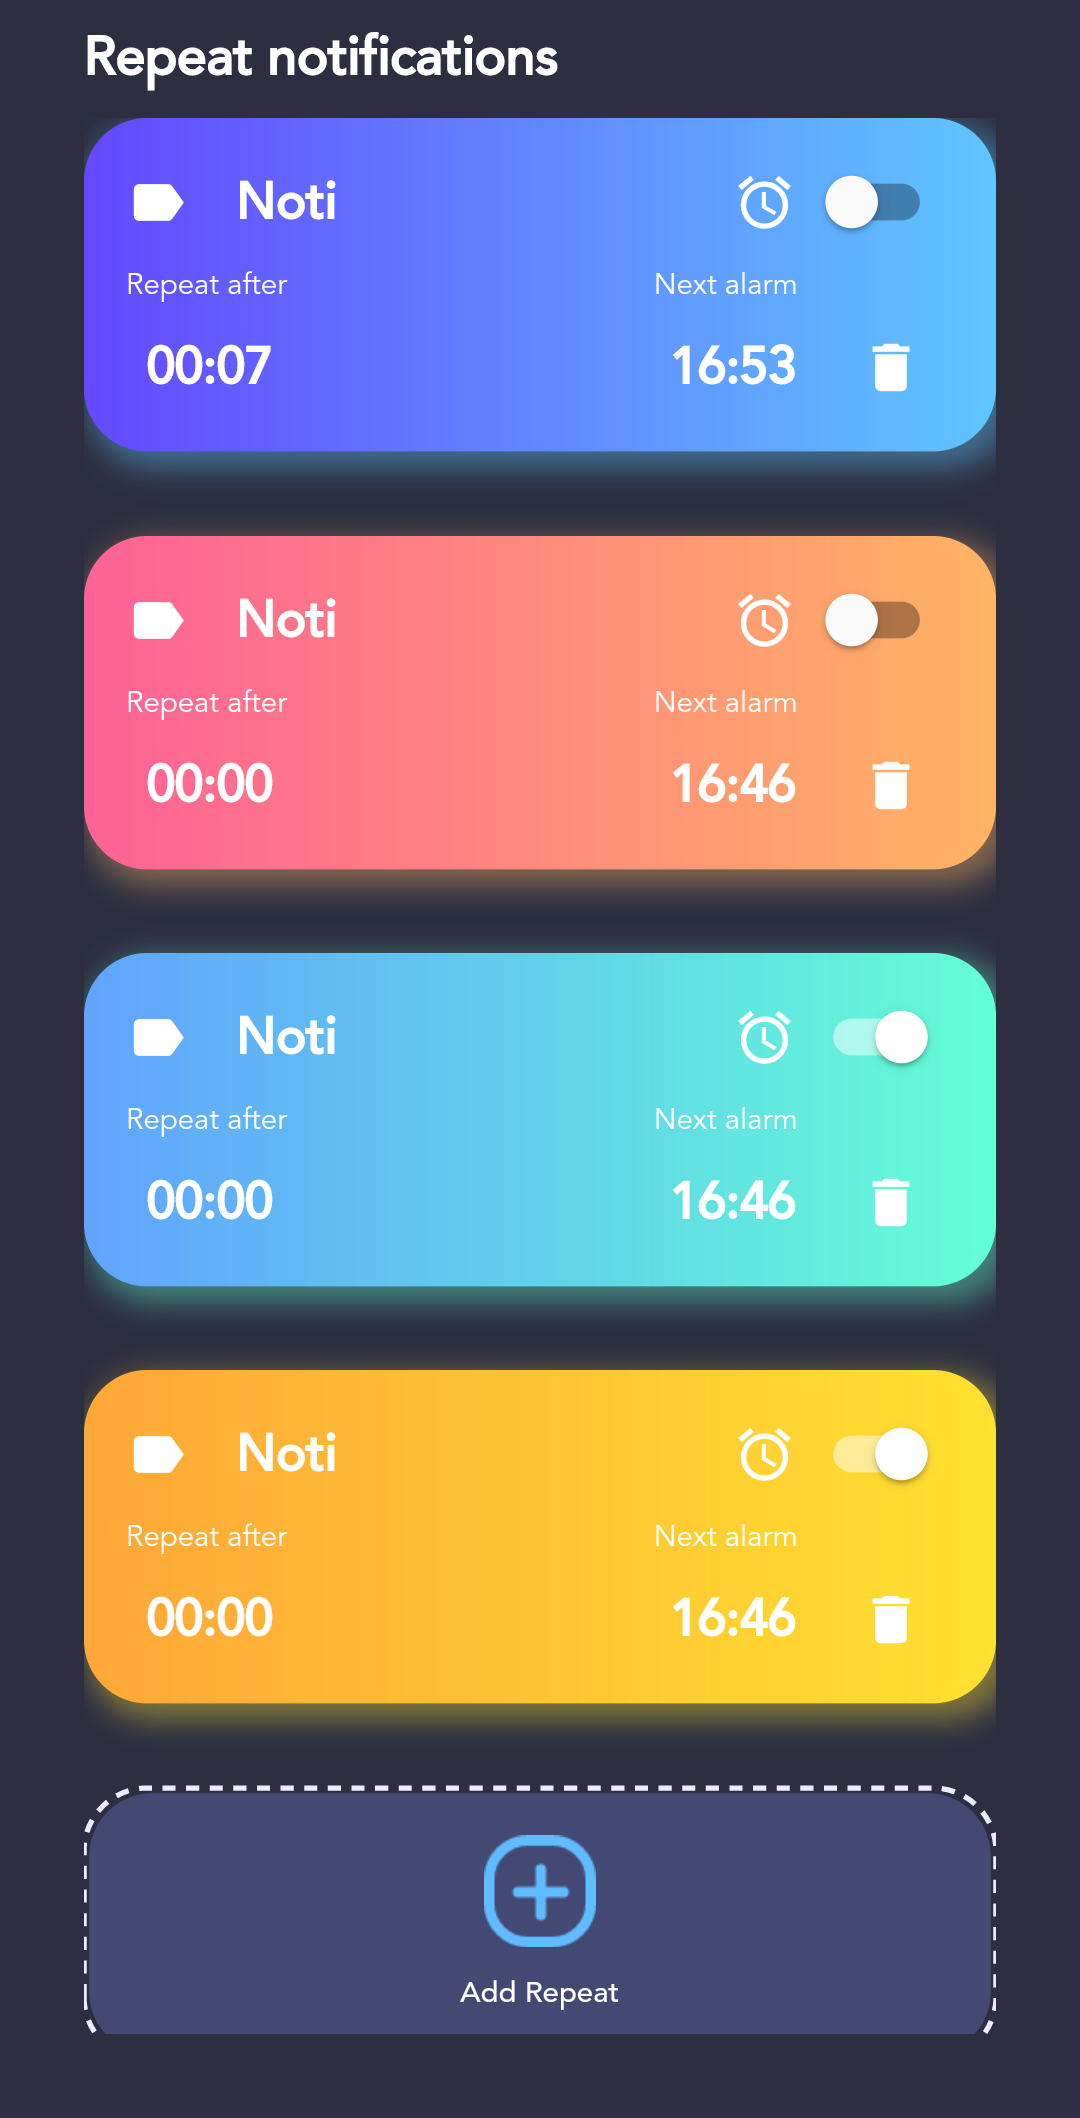 Repeat notifications
Noti
Repeat after Next alarm
00:07 16:53
Noti
Repeat after Next alarm
00:00 16:46
Noti
Repeat after Next alarm
00:00 16:46
Noti
Repeat after Next alarm
00:00 16:46
Add Repeat